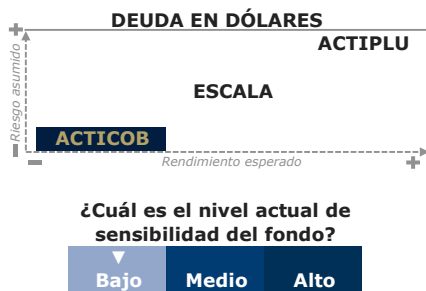 DEUDA EN DÓLARES
ACTIPLU
ESCALA
ACTICOB
Riesgo asumido
Rendimiento esperado
¿Cuál es el nivel actual de
sensibilidad del fondo?
Bajo Medio Alto